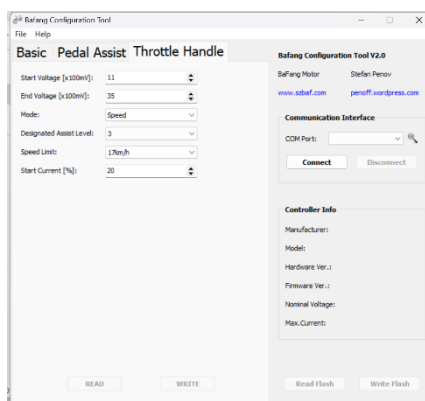 Bafang Configuration Tool
File Help
Basic Pedal Assist Throttle Handle
Start Voltage [x100mV]: 11
End Voltage [x100mV]: 35
Mode: Speed
Designated Assist Level: 3
Speed Limit: 17km/h
Start Current [%]: 20
READ WRITE
Bafang Configuration Tool V2.0
BaFang Motor Stefan Penov
www.szbaf.com penoff.wordpress.com
Communication Interface
COM Port:
Connect Disconnect
Controller Info
Manufacturer:
Model:
Hardware Ver.:
Firmware Ver.:
Nominal Voltage:
Max.Current:
Read Flash Write Flash